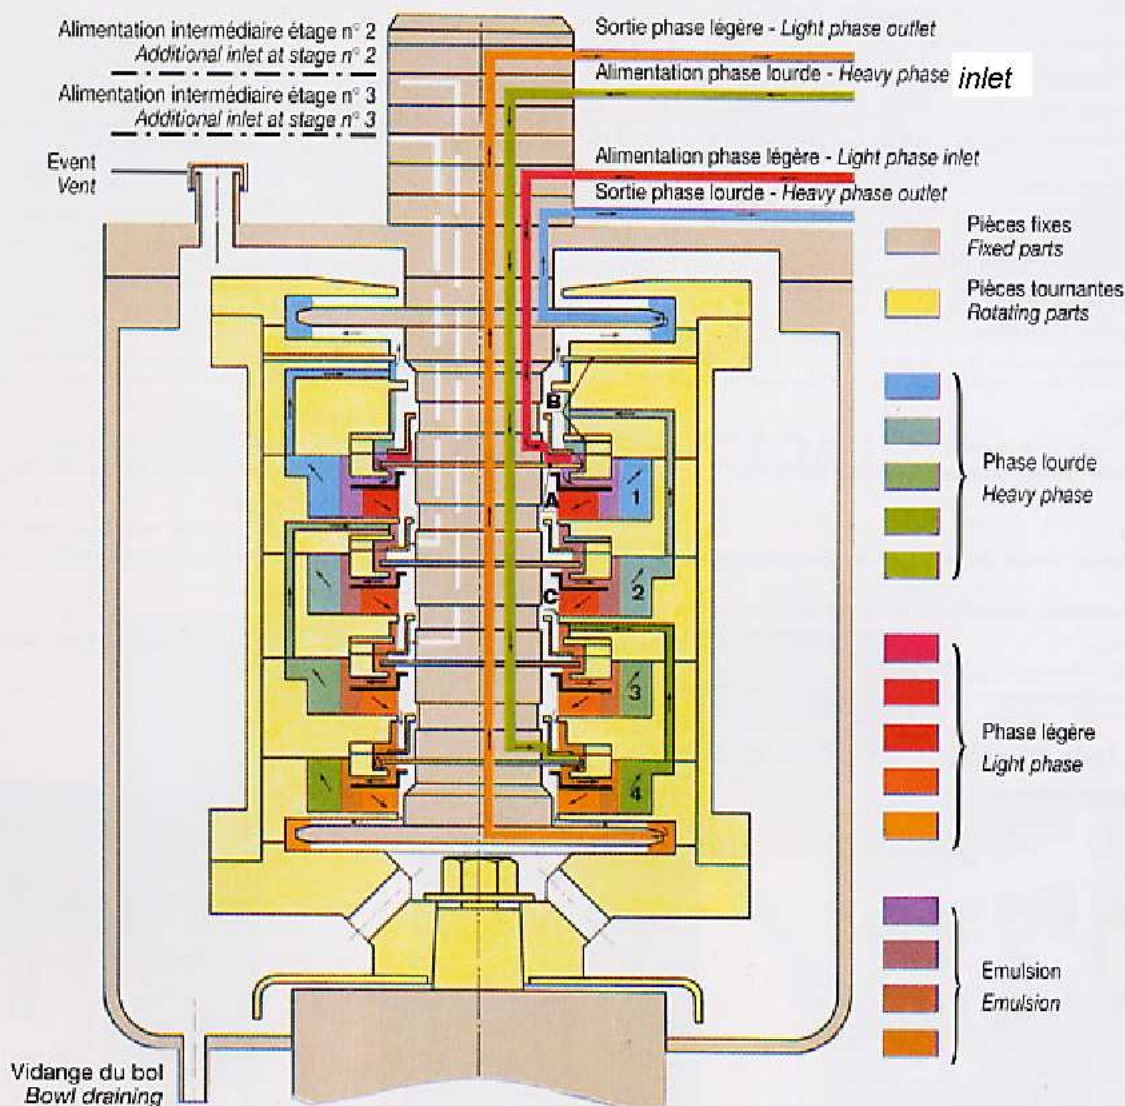 Alimentation intermédiaire étage n° 2
Additional inlet at stage n° 2
Alimentation intermédiaire étage n° 3
Additional inlet at stage n° 3
Event
Vent
Sortie phase légère - Light phase outlet
Alimentation phase lourde - Heavy phase inlet
Alimentation phase légère - Light phase inlet
Sortie phase lourde - Heavy phase outlet
Pièces fixes
Fixed parts
Pièces tournantes
Rotating parts
B
A
1
C
2
3
4
Phase lourde
Heavy phase
Phase légère
Light phase
Emulsion
Emulsion
Vidange du bol
Bowl draining